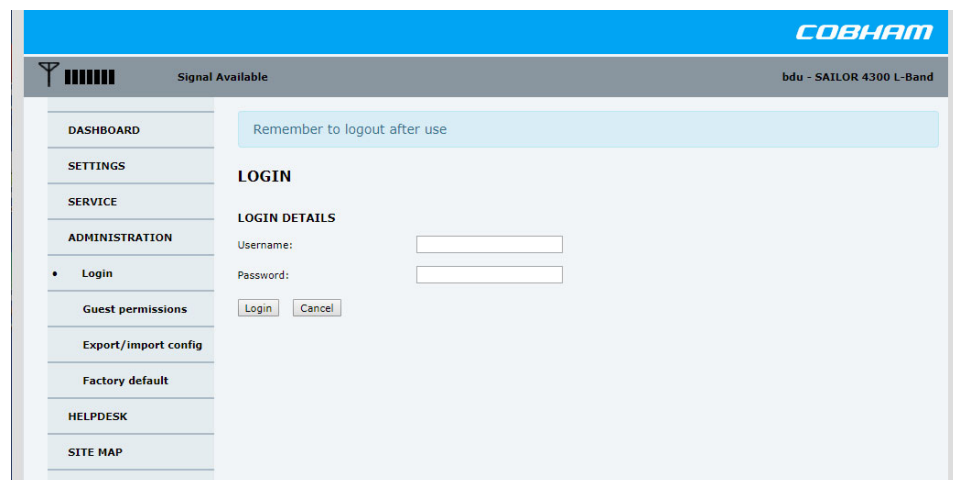 COBHAM
Signal Available
bdu - SAILOR 4300 L-Band
DASHBOARD
SETTINGS
SERVICE
ADMINISTRATION
Login
Guest permissions
Export/import config
Factory default
HELPDESK
SITE MAP
Remember to logout after use
LOGIN
LOGIN DETAILS
Username:
Password:
Login
Cancel